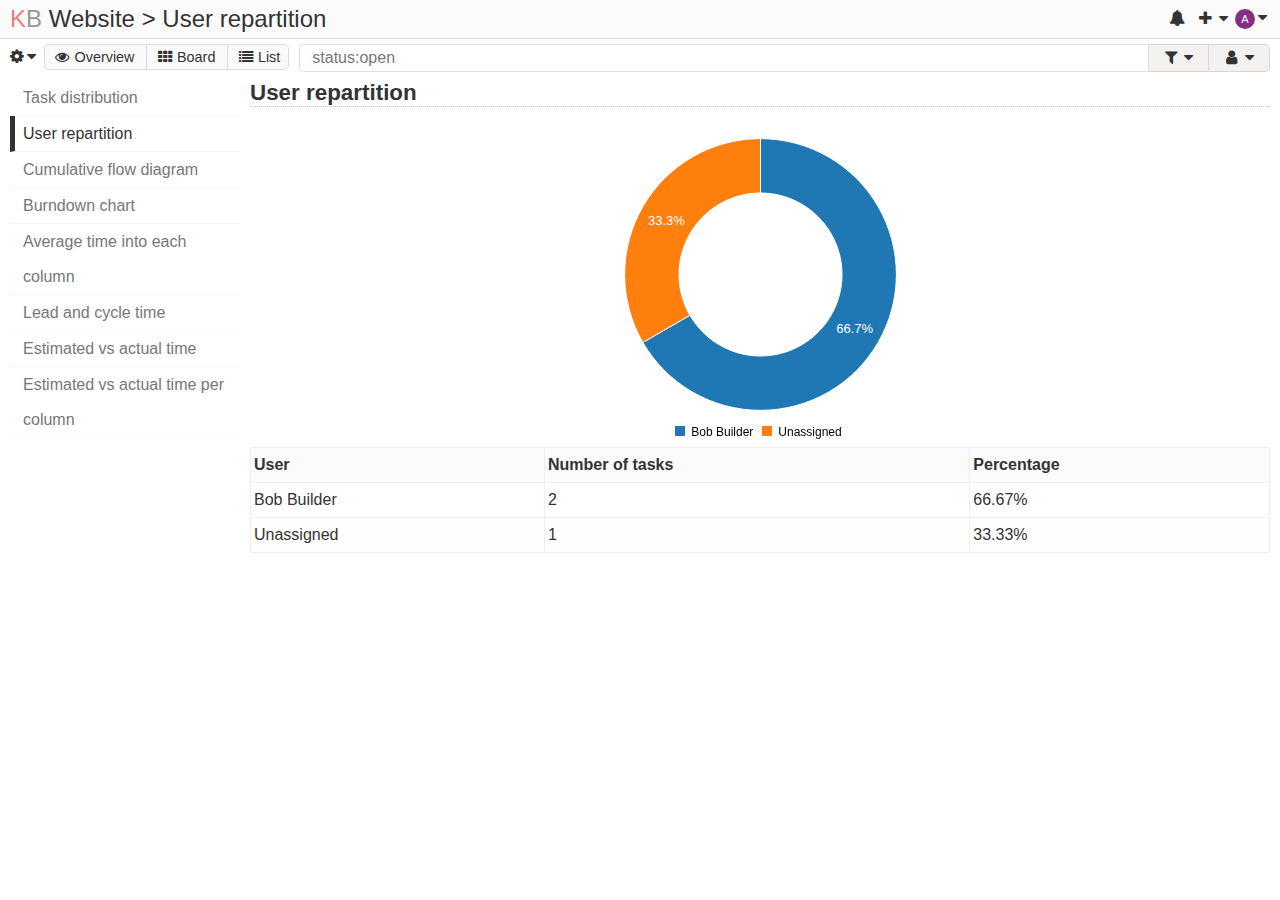 KB Website > User repartition
A
Overview Board List status:open
Task distribution
User repartition
Cumulative flow diagram
Burndown chart
Average time into each
column
Lead and cycle time
Estimated vs actual time
Estimated vs actual time per
column
User repartition
33.3%
66.7%
Bob Builder Unassigned
User Number of tasks Percentage
Bob Builder 2 66.67%
Unassigned 1 33.33%